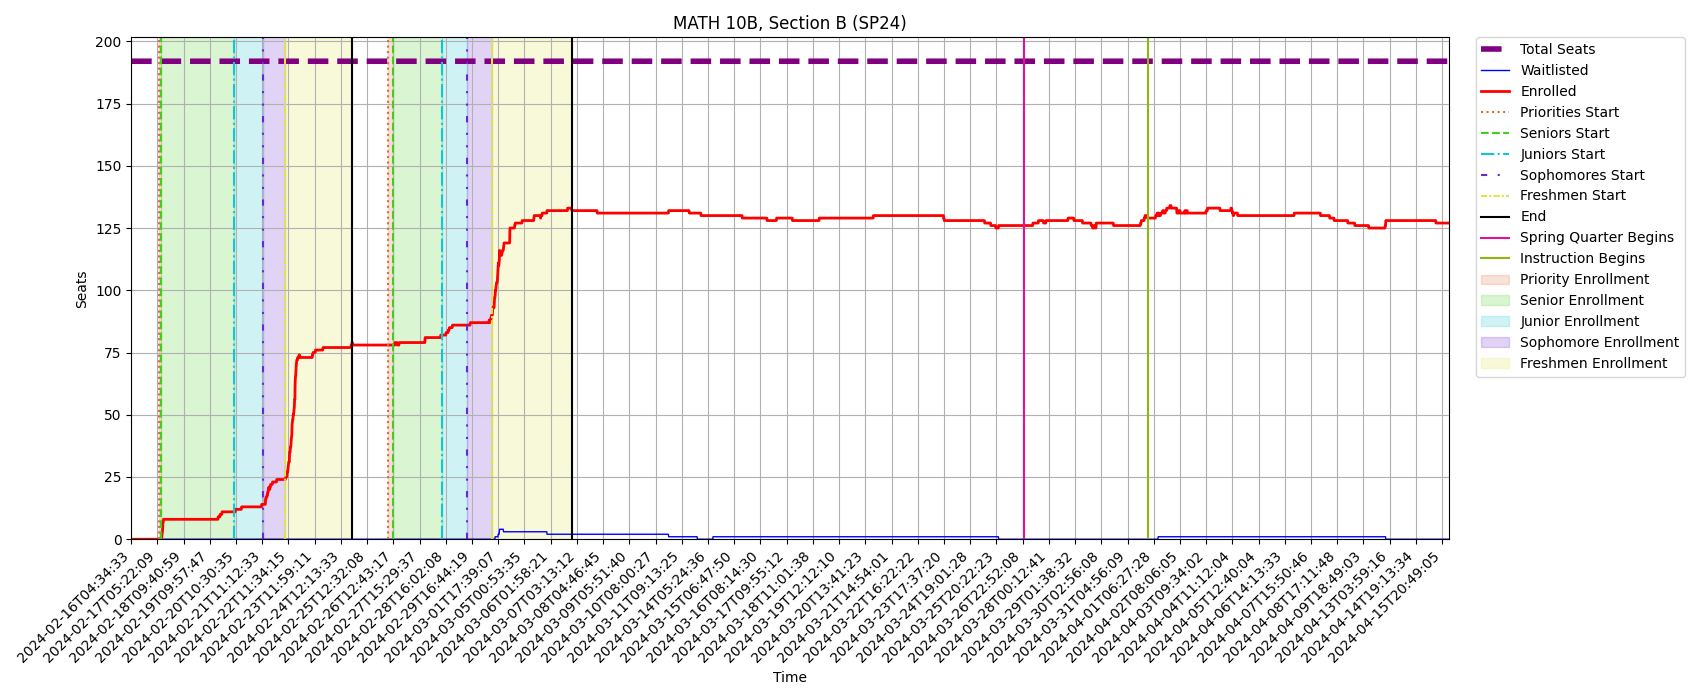 MATH 10B, Section B (SP24)
Seats
200
175
150
125
100
75
50
25
0
2024-02-16T04:34:33
2024-02-17T05:22:09
2024-02-18T09:40:59
2024-02-19T09:57:47
2024-02-20T10:30:35
2024-02-21T11:12:33
2024-02-22T11:34:15
2024-02-23T11:59:11
2024-02-24T12:13:33
2024-02-25T12:32:08
2024-02-26T12:43:17
2024-02-27T15:29:37
2024-02-28T16:02:08
2024-02-29T16:44:19
2024-03-01T17:39:07
2024-03-05T00:53:35
2024-03-06T01:58:21
2024-03-07T03:13:12
2024-03-08T04:46:45
2024-03-09T05:51:40
2024-03-10T08:00:27
2024-03-11T09:13:25
2024-03-14T05:24:36
2024-03-15T06:47:50
2024-03-16T08:14:30
2024-03-17T09:55:12
2024-03-18T11:01:38
2024-03-19T12:12:10
2024-03-20T13:41:23
2024-03-21T14:54:01
2024-03-22T16:22:22
2024-03-23T17:37:20
2024-03-24T19:01:28
2024-03-25T20:22:23
2024-03-26T22:52:08
2024-03-28T00:12:41
2024-03-29T01:38:32
2024-03-30T02:56:08
2024-03-31T04:56:09
2024-04-01T06:27:28
2024-04-02T08:06:05
2024-04-03T09:34:02
2024-04-04T11:12:04
2024-04-05T12:40:04
2024-04-06T14:13:33
2024-04-07T15:50:46
2024-04-08T17:11:48
2024-04-09T18:49:03
2024-04-13T03:59:16
2024-04-14T19:13:34
2024-04-15T20:49:05
Time
Total Seats
Waitlisted
Enrolled
Priorities Start
Seniors Start
Juniors Start
Sophomores Start
Freshmen Start
End
Spring Quarter Begins
Instruction Begins
Priority Enrollment
Senior Enrollment
Junior Enrollment
Sophomore Enrollment
Freshmen Enrollment